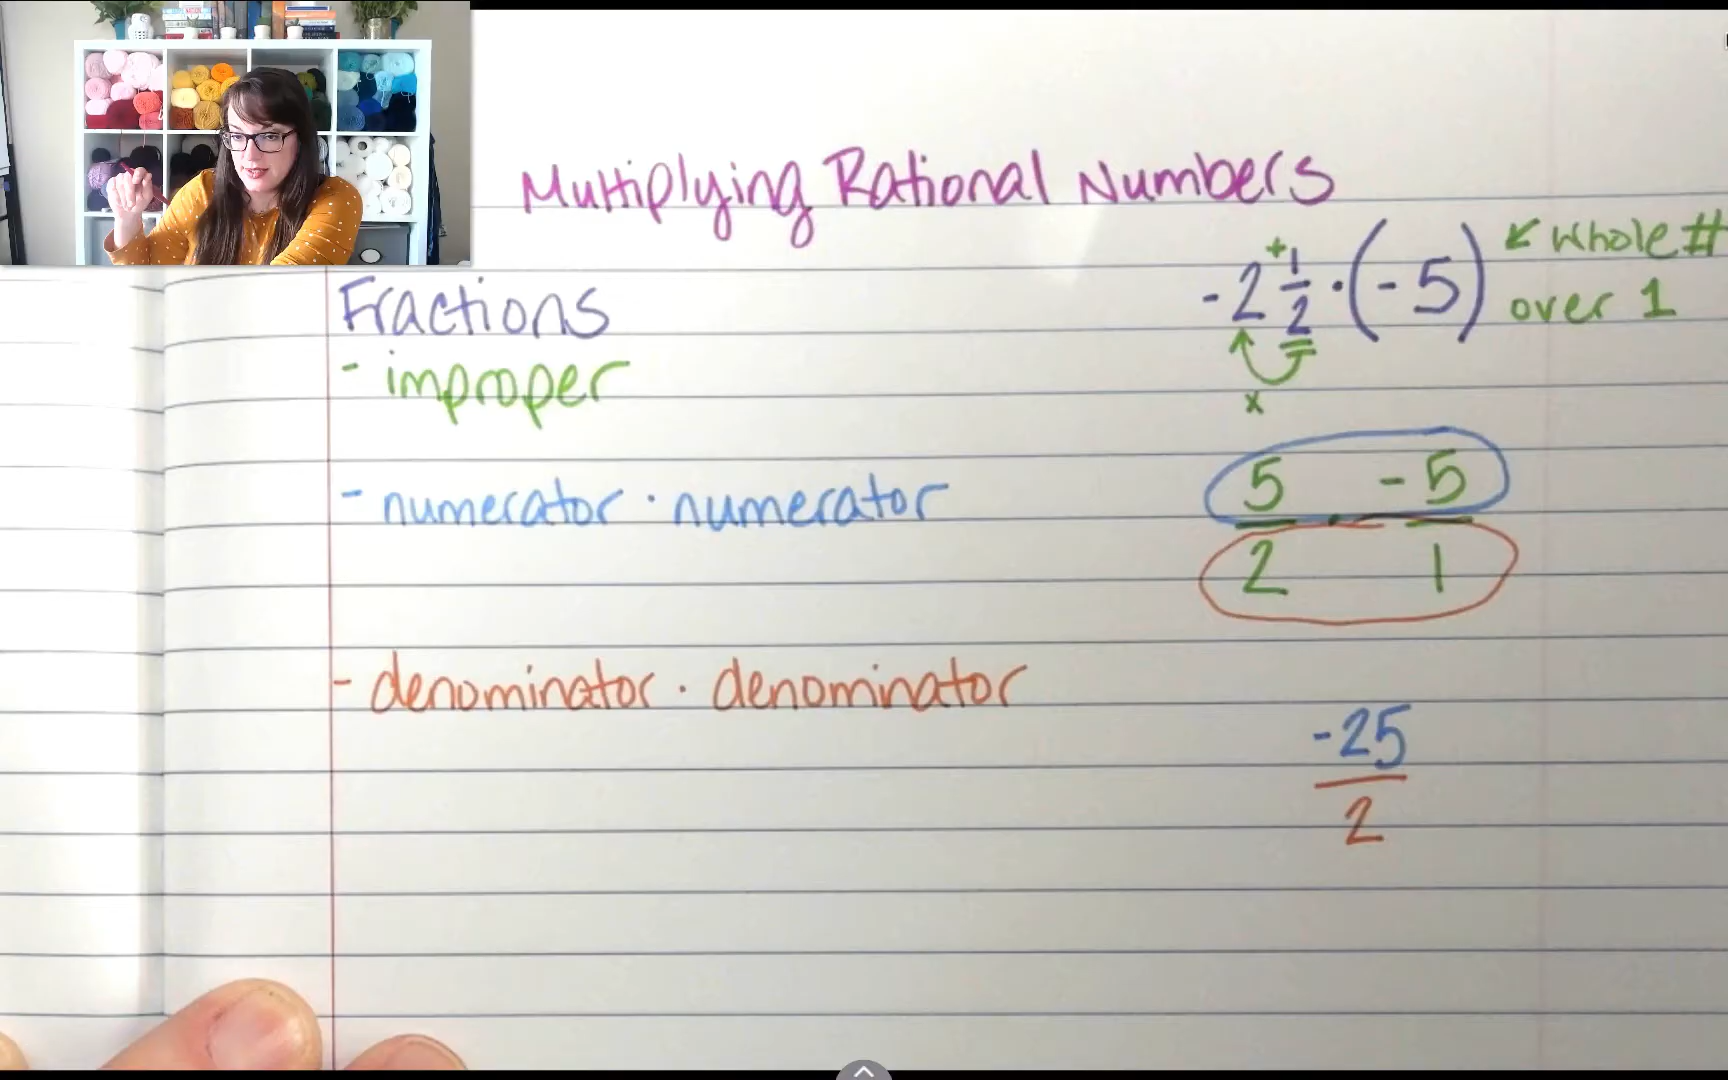 Multiplying Rational Numbers
Fractions
- improper
- numerator · numerator
- denominator · denominator
+
-2 1/2 · (-5)
x
↙ Whole #
over 1
5/2 · -5/1
-25/2